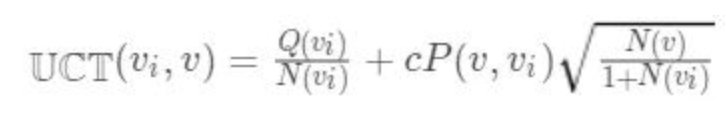 𝕌ℂ𝕋(vᵢ, v) = Q(vᵢ)/N(vᵢ) + cP(v, vᵢ)√(N(v)/(1+N(vᵢ)))